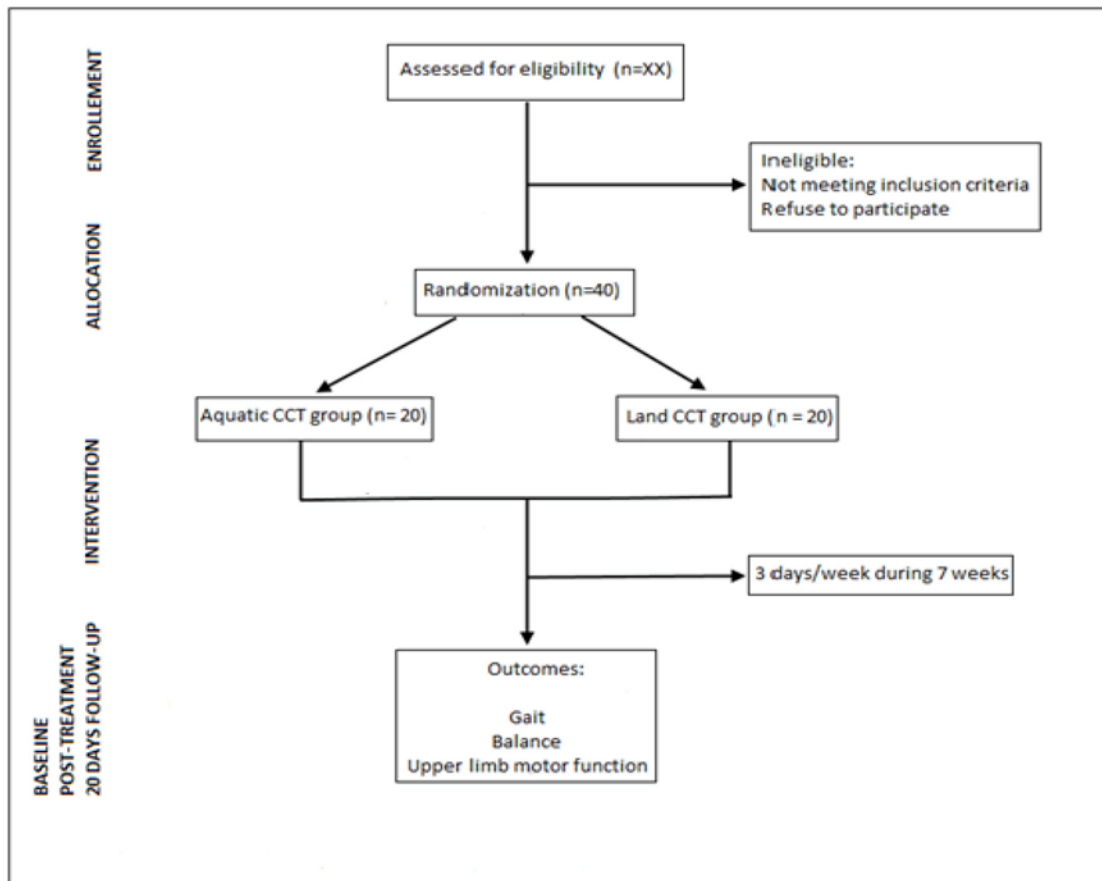 ENROLLEMENT
Assessed for eligibility (n=XX)
Ineligible:
Not meeting inclusion criteria
Refuse to participate
ALLOCATION
Randomization (n=40)
Aquatic CCT group (n= 20)
Land CCT group ( n = 20)
INTERVENTION
3 days/week during 7 weeks
BASELINE
POST-TREATMENT
20 DAYS FOLLOW-UP
Outcomes:
Gait
Balance
Upper limb motor function